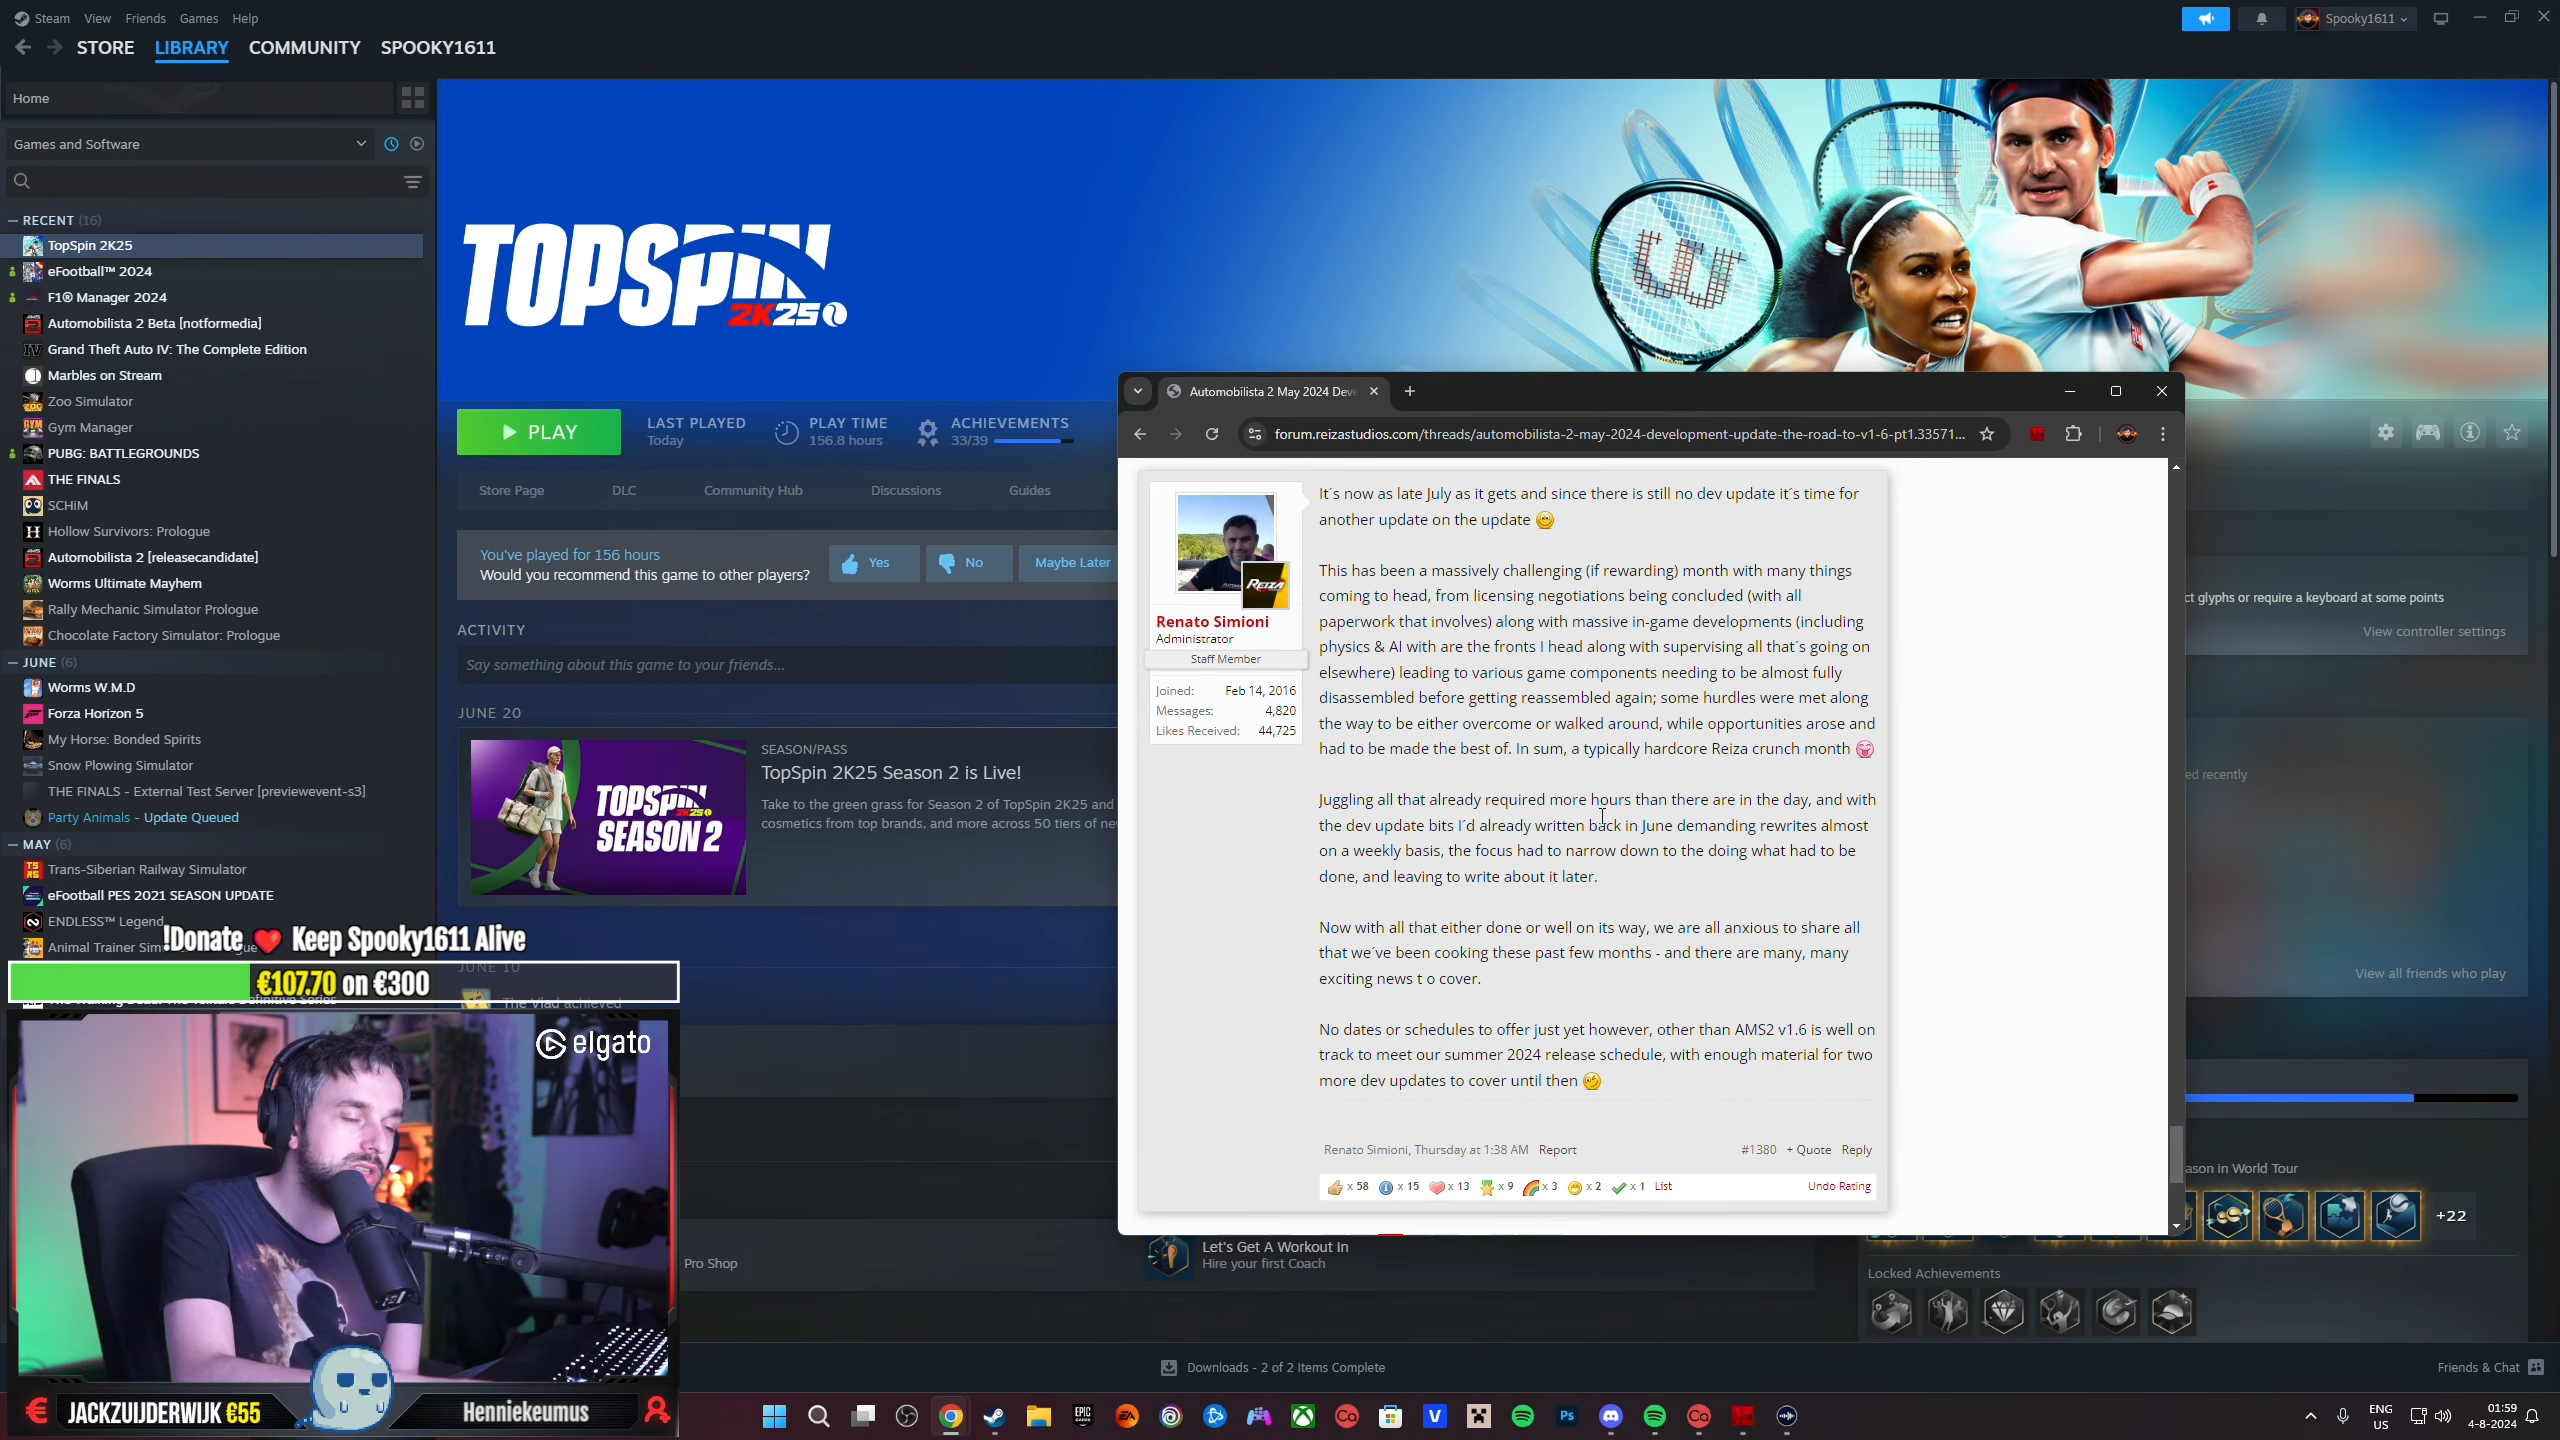 Steam View Friends Games Help
Spooky1611
STORE LIBRARY COMMUNITY SPOOKY1611
Home
Games and Software
RECENT (16)
TopSpin 2K25
eFootball™ 2024
F1® Manager 2024
Automobilista 2 Beta [notformedia]
Grand Theft Auto IV: The Complete Edition
Marbles on Stream
Zoo Simulator
Gym Manager
PUBG: BATTLEGROUNDS
THE FINALS
SCHiM
Hollow Survivors: Prologue
Automobilista 2 [releasecandidate]
Worms Ultimate Mayhem
Rally Mechanic Simulator Prologue
Chocolate Factory Simulator: Prologue
JUNE (6)
Worms W.M.D
Forza Horizon 5
My Horse: Bonded Spirits
Snow Plowing Simulator
THE FINALS - External Test Server [previewevent-s3]
Party Animals - Update Queued
MAY (6)
Trans-Siberian Railway Simulator
eFootball PES 2021 SEASON UPDATE
ENDLESS™ Legend
Animal Trainer Sim
!Donate Keep Spooky1611 Alive
€107.70 on €300
elgato
€ JACKZUIJDERWIJK €55
Henniekeumus
TOPSPIN
2K25
PLAY
LAST PLAYED
Today
PLAY TIME
156.8 hours
ACHIEVEMENTS
33/39
Store Page DLC Community Hub Discussions Guides
You've played for 156 hours
Would you recommend this game to other players?
Yes No Maybe Later
ACTIVITY
Say something about this game to your friends...
JUNE 20
TOPSPIN 2K25
SEASON 2
SEASON/PASS
TopSpin 2K25 Season 2 is Live!
Take to the green grass for Season 2 of TopSpin 2K25 and
cosmetics from top brands, and more across 50 tiers of ne
JUNE 10
The Vlad achieved
Pro Shop
Let's Get A Workout In
Hire your first Coach
Automobilista 2 May 2024 Dev
forum.reizastudios.com/threads/automobilista-2-may-2024-development-update-the-road-to-v1-6-pt1.33571...
REIZA
Renato Simioni
Administrator
Staff Member
Joined: Feb 14, 2016
Messages: 4,820
Likes Received: 44,725
It´s now as late July as it gets and since there is still no dev update it´s time for
another update on the update
This has been a massively challenging (if rewarding) month with many things
coming to head, from licensing negotiations being concluded (with all
paperwork that involves) along with massive in-game developments (including
physics & AI with are the fronts I head along with supervising all that´s going on
elsewhere) leading to various game components needing to be almost fully
disassembled before getting reassembled again; some hurdles were met along
the way to be either overcome or walked around, while opportunities arose and
had to be made the best of. In sum, a typically hardcore Reiza crunch month
Juggling all that already required more hours than there are in the day, and with
the dev update bits I´d already written back in June demanding rewrites almost
on a weekly basis, the focus had to narrow down to the doing what had to be
done, and leaving to write about it later.
Now with all that either done or well on its way, we are all anxious to share all
that we´ve been cooking these past few months - and there are many, many
exciting news t o cover.
No dates or schedules to offer just yet however, other than AMS2 v1.6 is well on
track to meet our summer 2024 release schedule, with enough material for two
more dev updates to cover until then
Renato Simioni, Thursday at 1:38 AM Report #1380 + Quote Reply
x 58 x 15 x 13 x 9 x 3 x 2 x 1 List Undo Rating
ct glyphs or require a keyboard at some points
View controller settings
ed recently
View all friends who play
ason in World Tour
+22
Locked Achievements
Downloads - 2 of 2 Items Complete
Friends & Chat
EPIC GAMES
EA
Ps
ENG
US
01:59
4-8-2024